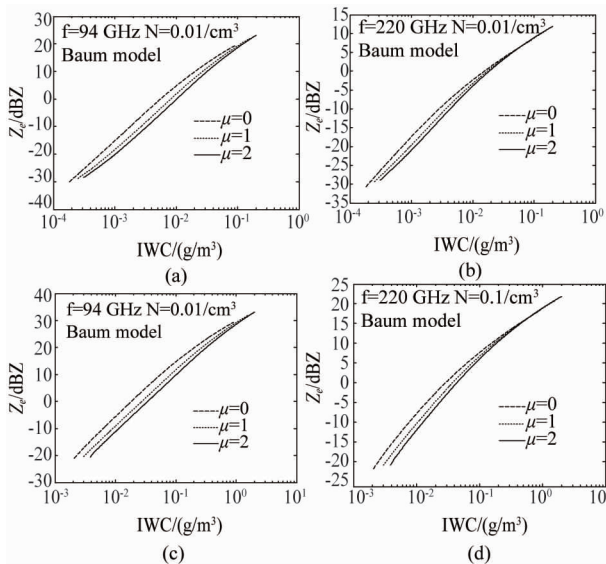 f=94 GHz N=0.01/cm³
Baum model
Zₑ/dBZ
30
20
10
0
-10
-20
-30
-40
μ=0
μ=1
μ=2
10⁻⁴
10⁻³
10⁻²
10⁻¹
10⁰
IWC/(g/m³)
(a)
f=220 GHz N=0.01/cm³
Baum model
Zₑ/dBZ
15
10
5
0
-5
-10
-15
-20
-25
-30
-35
μ=0
μ=1
μ=2
10⁻⁴
10⁻³
10⁻²
10⁻¹
10⁰
IWC/(g/m³)
(b)
f=94 GHz N=0.01/cm³
Baum model
Zₑ/dBZ
40
30
20
10
0
-10
-20
-30
μ=0
μ=1
μ=2
10⁻³
10⁻²
10⁻¹
10⁰
10¹
IWC/(g/m³)
(c)
f=220 GHz N=0.1/cm³
Baum model
Zₑ/dBZ
25
20
15
10
5
0
-5
-10
-15
-20
-25
μ=0
μ=1
μ=2
10⁻³
10⁻²
10⁻¹
10⁰
10¹
IWC/(g/m³)
(d)